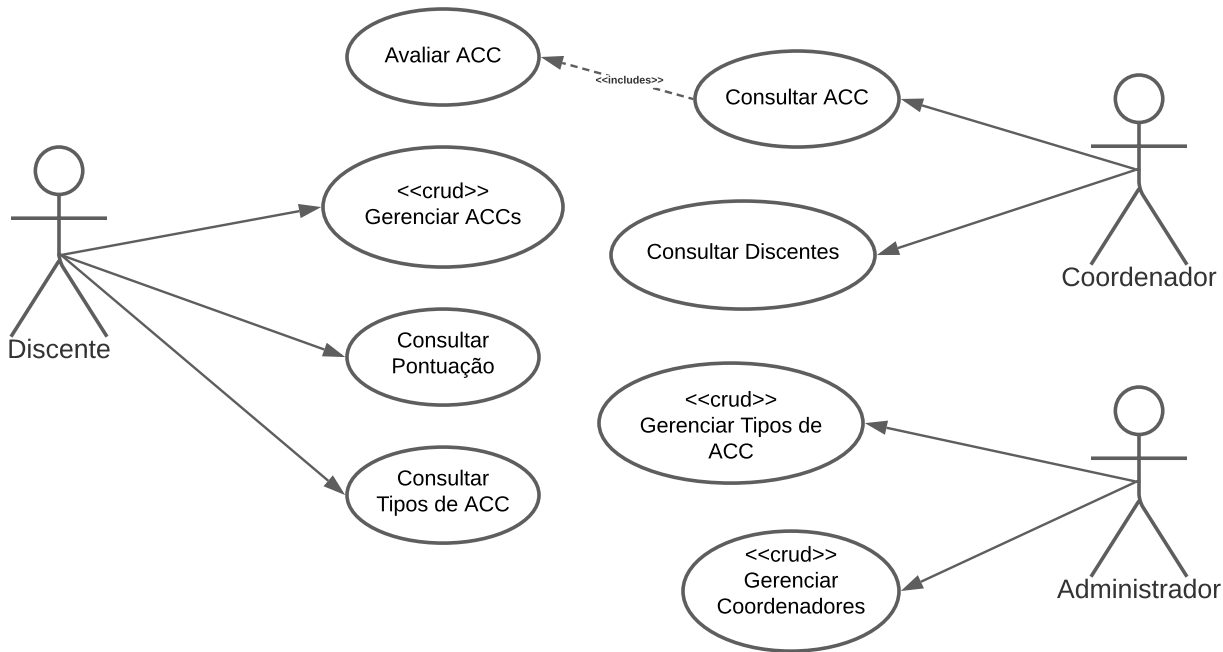 Avaliar ACC
<<includes>>
Consultar ACC
<<crud>>
Gerenciar ACCs
Consultar Discentes
Coordenador
Discente
Consultar
Pontuação
<<crud>>
Gerenciar Tipos de
ACC
Consultar
Tipos de ACC
<<crud>>
Gerenciar
Coordenadores
Administrador